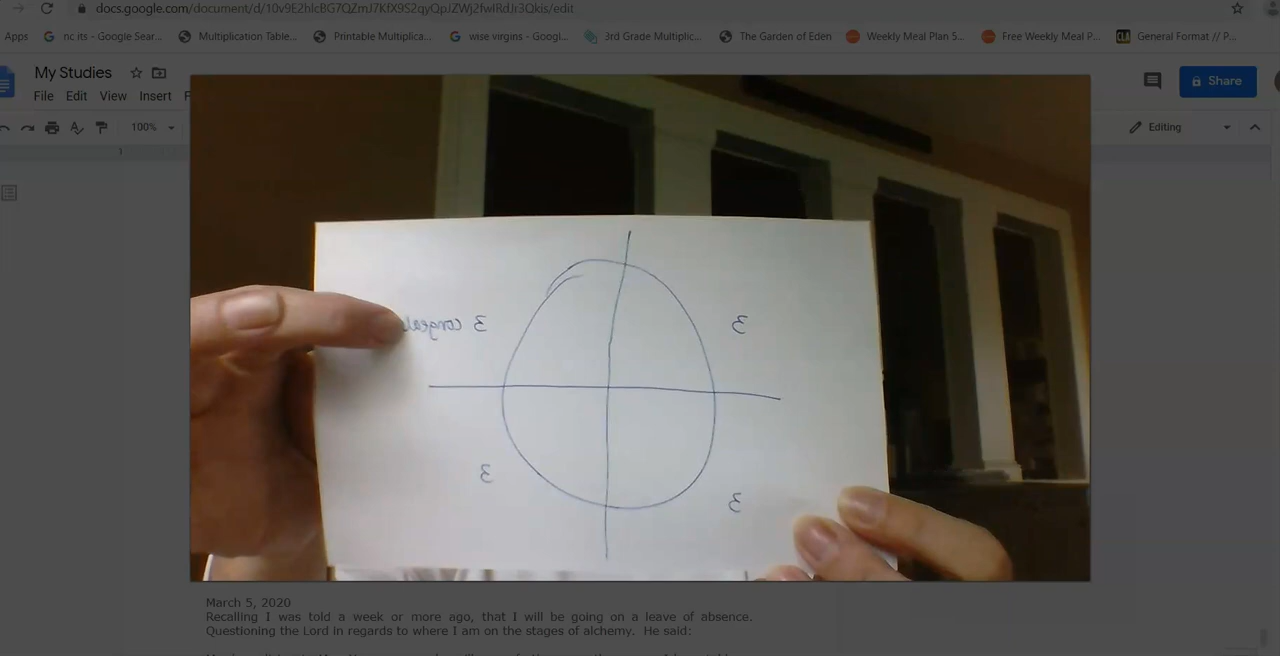 docs.google.com/document/d/10v9E2hIcBG7QZmJ7KfX9S2qyQpJZWj2fwIRdJr3Qkis/edit
Apps nc its - Google Sear... Multiplication Table... Printable Multiplica... wise virgins - Googl... 3rd Grade Multiplic... The Garden of Eden Weekly Meal Plan S... Free Weekly Meal P... CLA General Format // P...
My Studies
Share
File Edit View Insert F
100%
Editing
1
3
3
3
3
March 5, 2020
Recalling I was told a week or more ago, that I will be going on a leave of absence.
Questioning the Lord in regards to where I am on the stages of alchemy. He said: